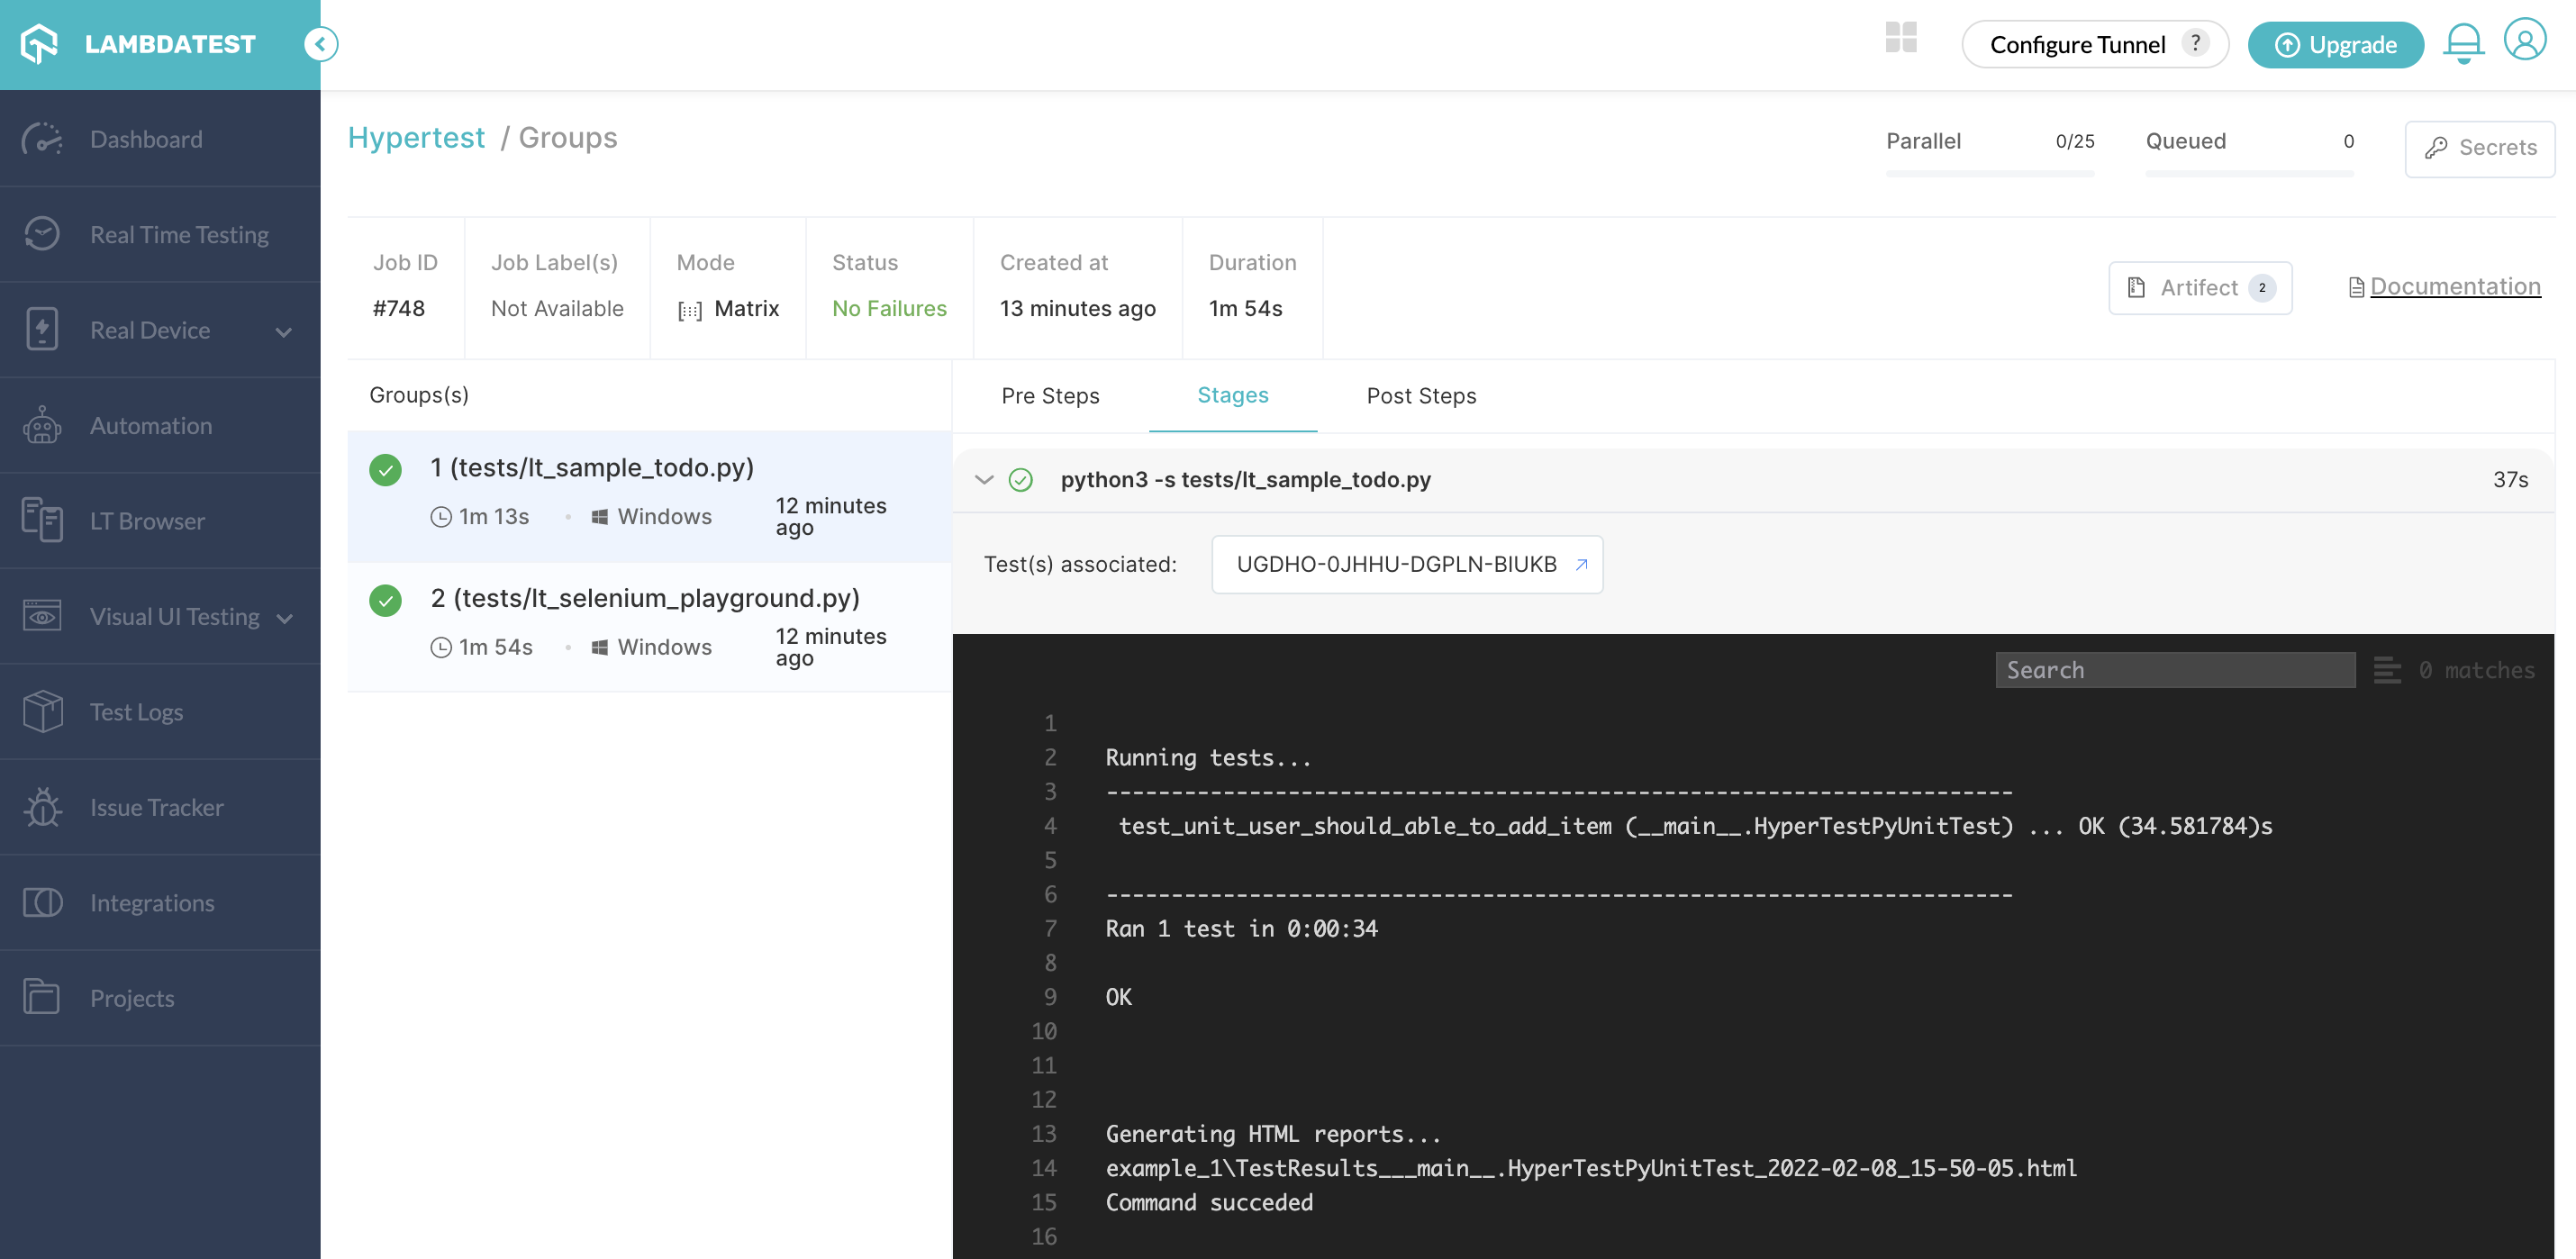 LAMBDATEST
Configure Tunnel ?
Upgrade
Dashboard
Real Time Testing
Real Device
Automation
LT Browser
Visual UI Testing
Test Logs
Issue Tracker
Integrations
Projects
Hypertest / Groups
Parallel 0/25
Queued 0
Secrets
Job ID
#748
Job Label(s)
Not Available
Mode
Matrix
Status
No Failures
Created at
13 minutes ago
Duration
1m 54s
Artifect 2
Documentation
Groups(s)
1 (tests/lt_sample_todo.py)
1m 13s • Windows
12 minutes
ago
2 (tests/lt_selenium_playground.py)
1m 54s • Windows
12 minutes
ago
Pre Steps
Stages
Post Steps
python3 -s tests/lt_sample_todo.py 37s
Test(s) associated: UGDHO-0JHHU-DGPLN-BIUKB
Search 0 matches
1
2 Running tests...
3 ----------------------------------------------------------------------
4 test_unit_user_should_able_to_add_item (__main__.HyperTestPyUnitTest) ... OK (34.581784)s
5
6 ----------------------------------------------------------------------
7 Ran 1 test in 0:00:34
8
9 OK
10
11
12
13 Generating HTML reports...
14 example_1\TestResults___main__.HyperTestPyUnitTest_2022-02-08_15-50-05.html
15 Command succeded
16